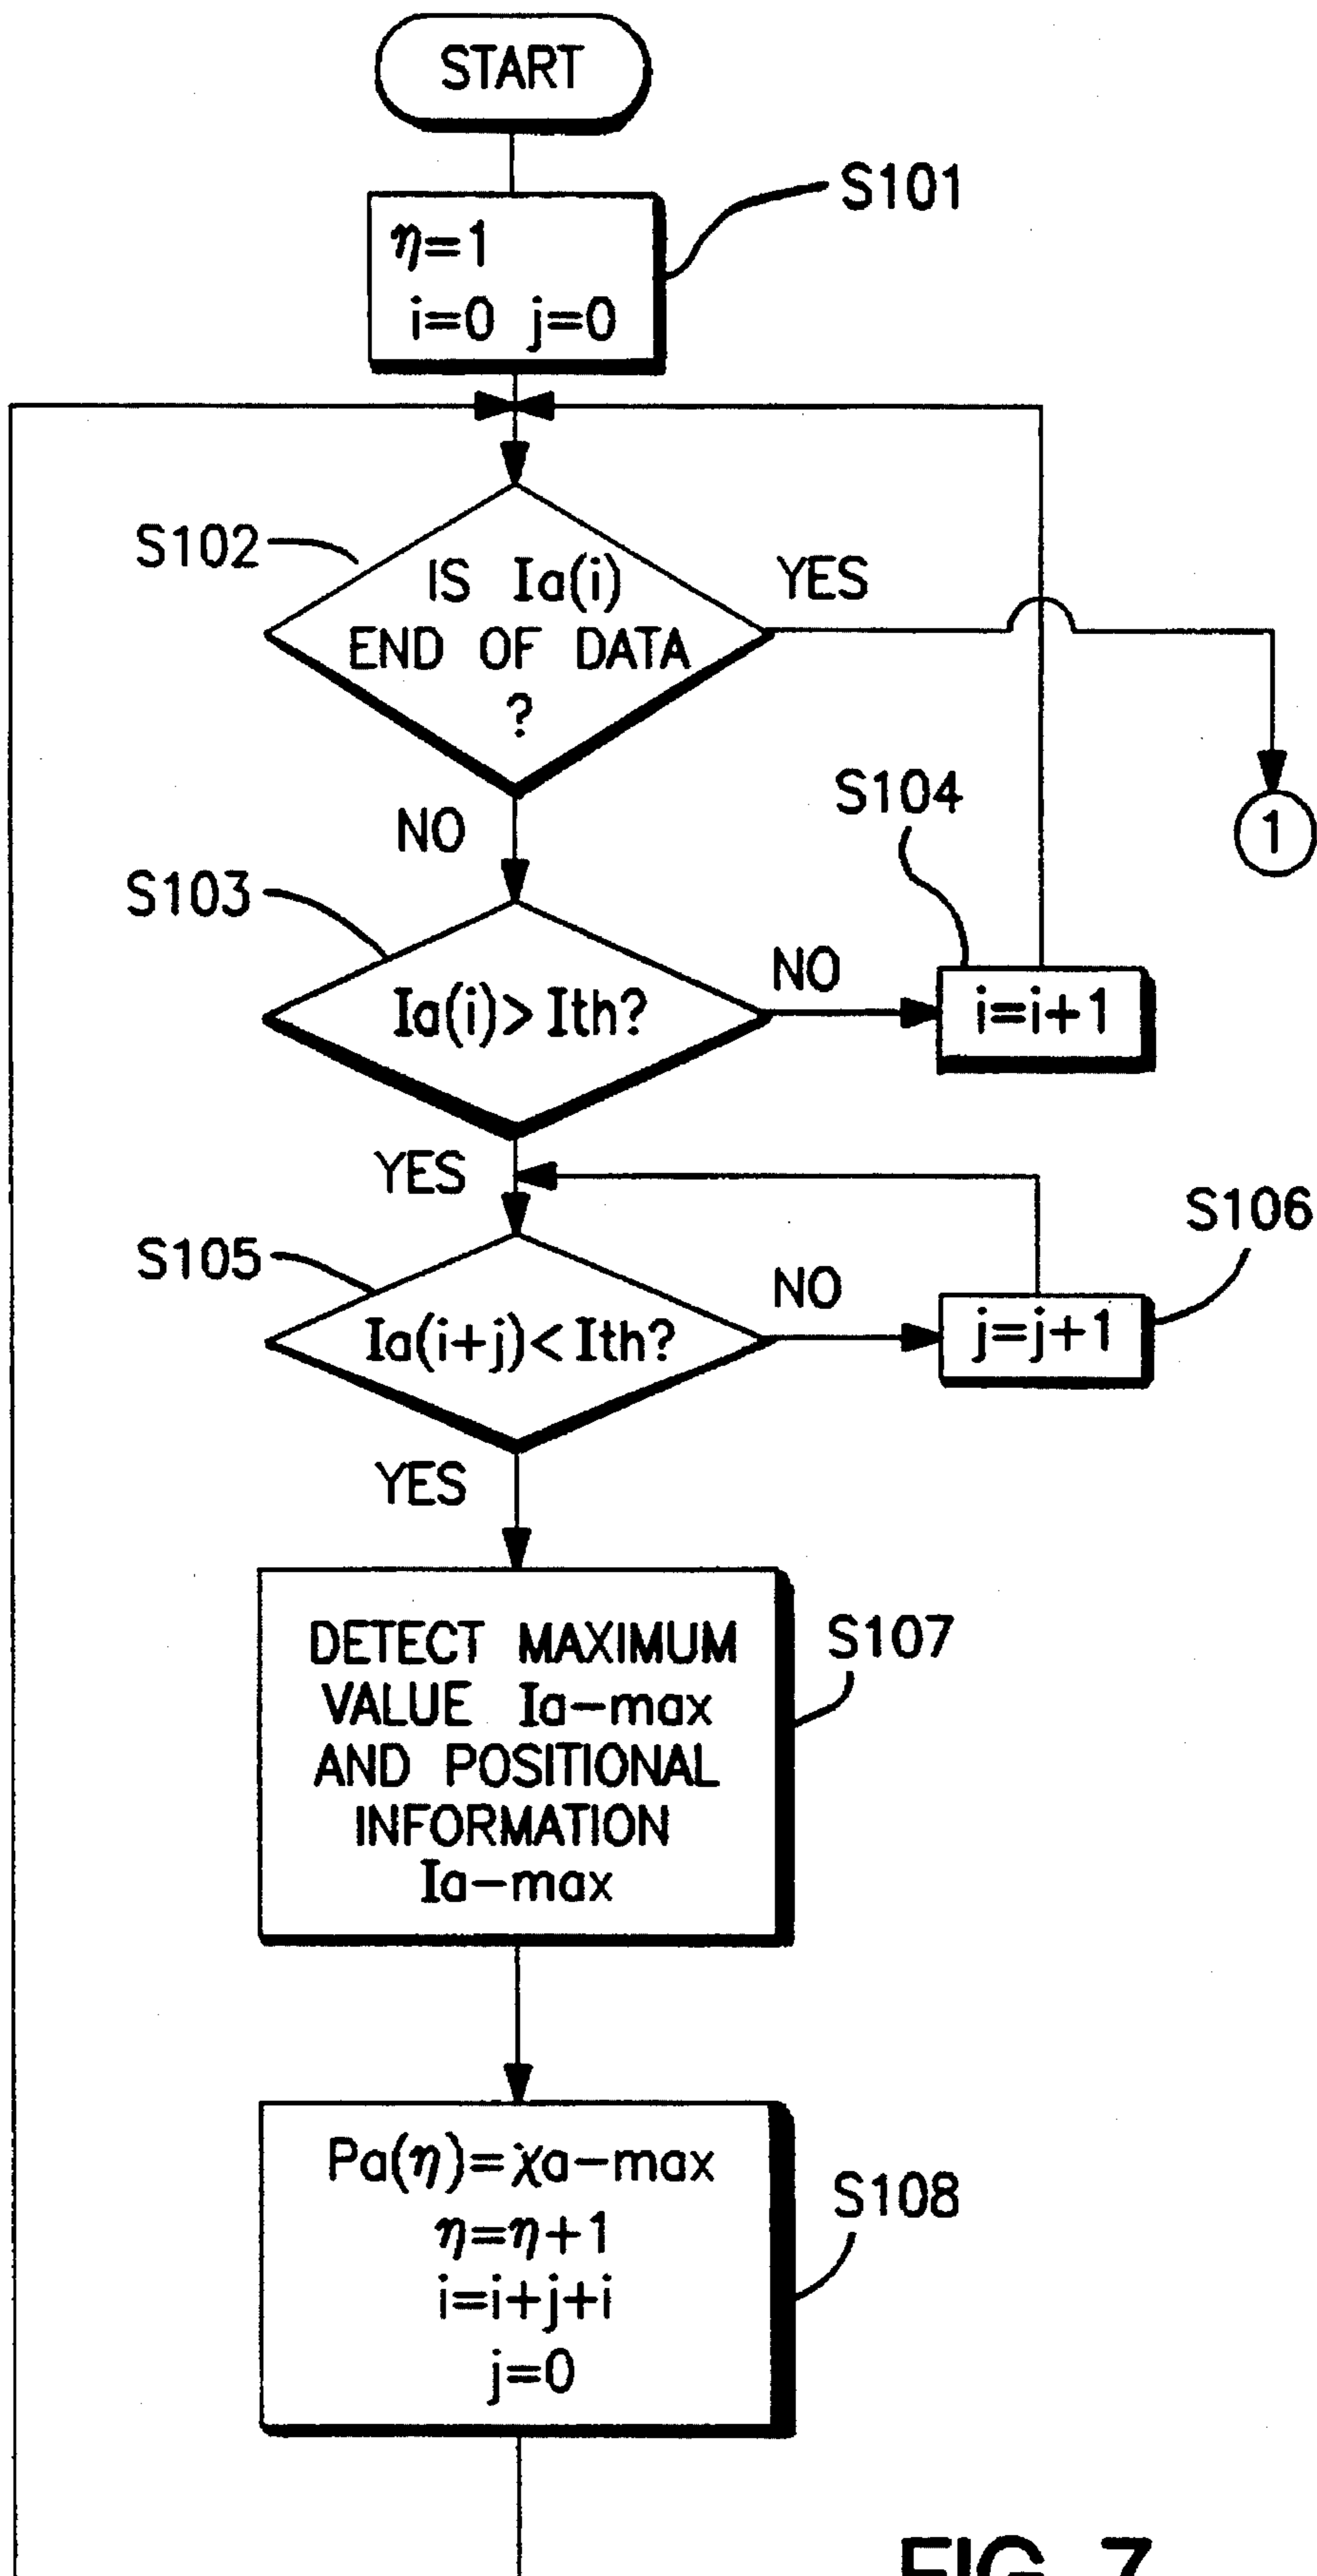 START
S101
η=1
i=0 j=0
S102
IS Ia(i)
END OF DATA
?
YES
NO
1
S103
Ia(i)>Ith?
NO
S104
i=i+1
YES
S105
Ia(i+j)<Ith?
NO
S106
j=j+1
YES
DETECT MAXIMUM
VALUE Ia-max
AND POSITIONAL
INFORMATION
Ia-max
S107
Pa(η)=χa-max
η=η+1
i=i+j+i
j=0
S108
FIG. 7